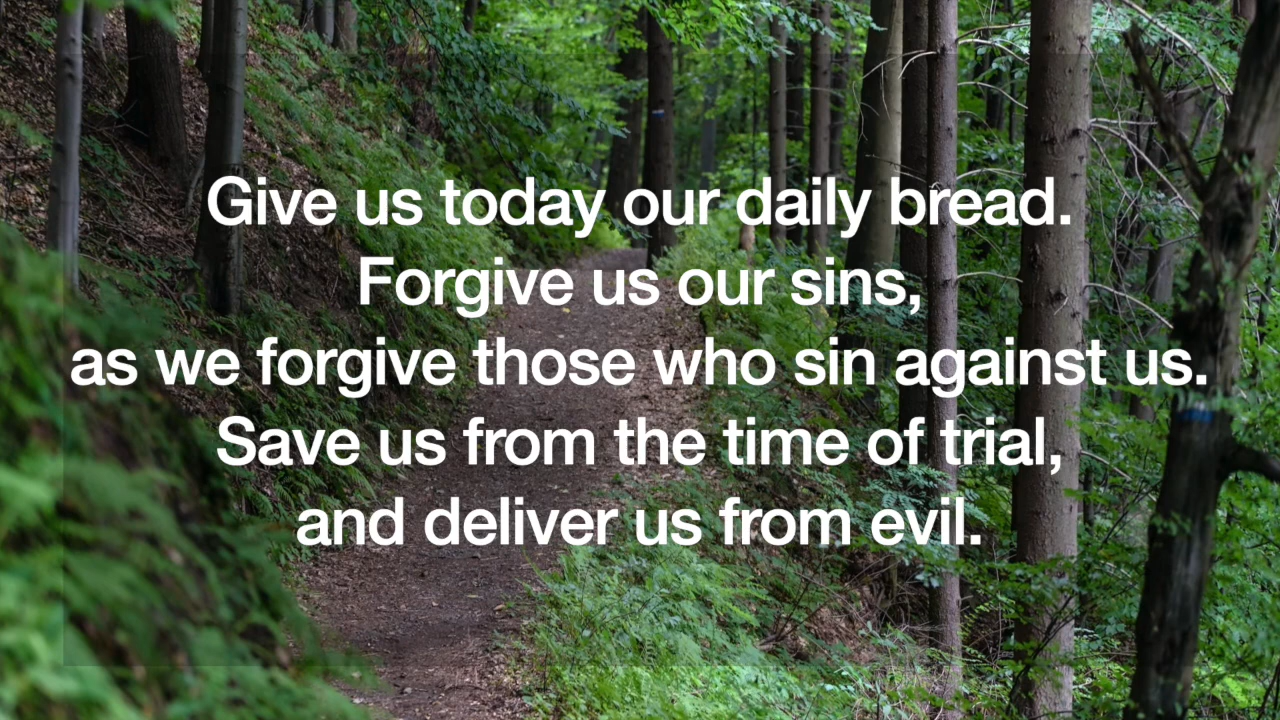 Give us today our daily bread.
Forgive us our sins,
as we forgive those who sin against us.
Save us from the time of trial,
and deliver us from evil.